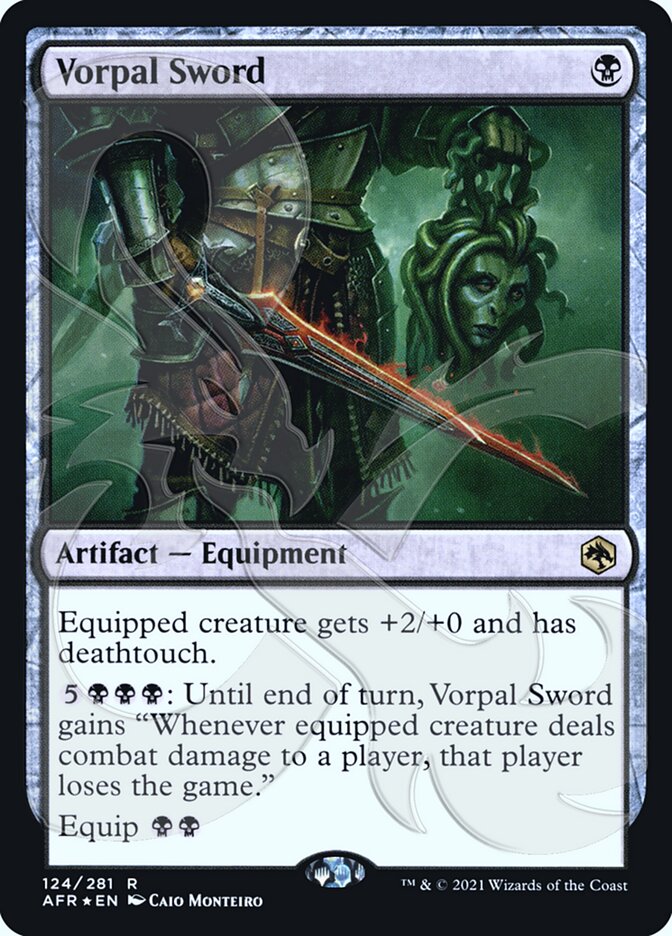 Vorpal Sword
Artifact — Equipment
Equipped creature gets +2/+0 and has
deathtouch.
5: Until end of turn, Vorpal Sword
gains “Whenever equipped creature deals
combat damage to a player, that player
loses the game.”
Equip
124/281 R
AFR★EN Caio Monteiro
™ & © 2021 Wizards of the Coast